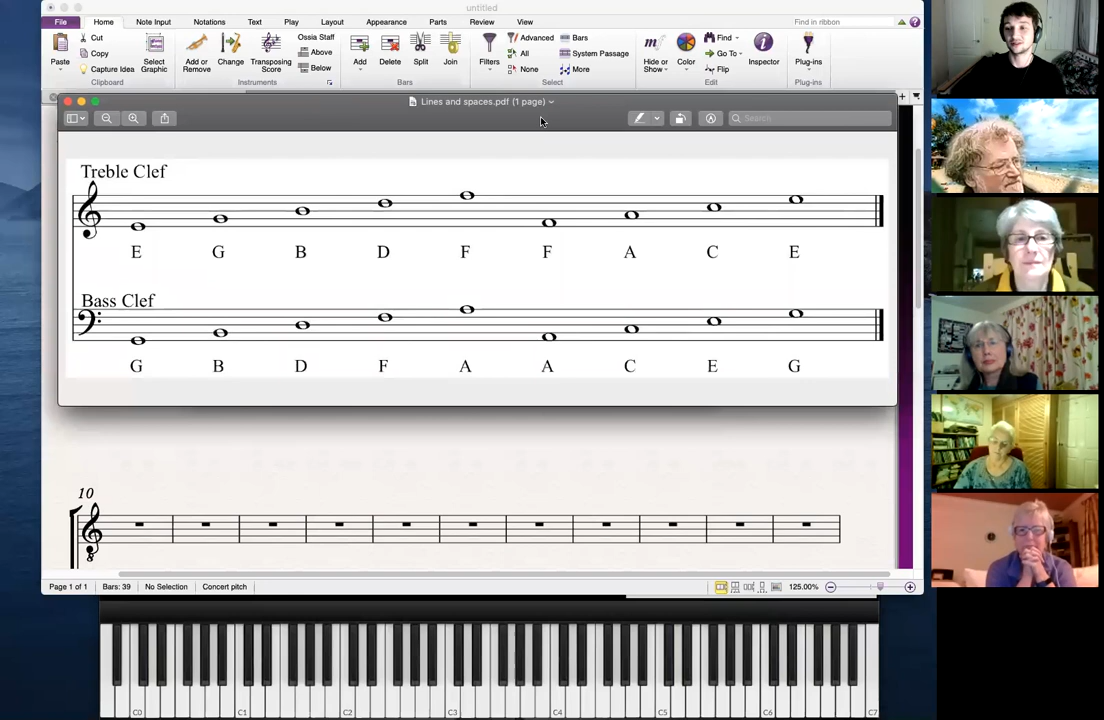 untitled
File Home Note Input Notations Text Play Layout Appearance Parts Review View Find in ribbon
Paste Cut Copy Capture Idea Select Graphic Add or Remove Change Transposing Score Ossia Staff Above Below Add Delete Split Join Filters Advanced All None Bars System Passage More Hide or Show Color Find Go To Flip Inspector Plug-ins
Clipboard Instruments Bars Select Edit Plug-ins
Lines and spaces.pdf (1 page)
Search
Treble Clef
E G B D F F A C E
Bass Clef
G B D F A A C E G
10
8
Page 1 of 1 Bars: 39 No Selection Concert pitch 125.00%
C0 C1 C2 C3 C4 C5 C6 C7